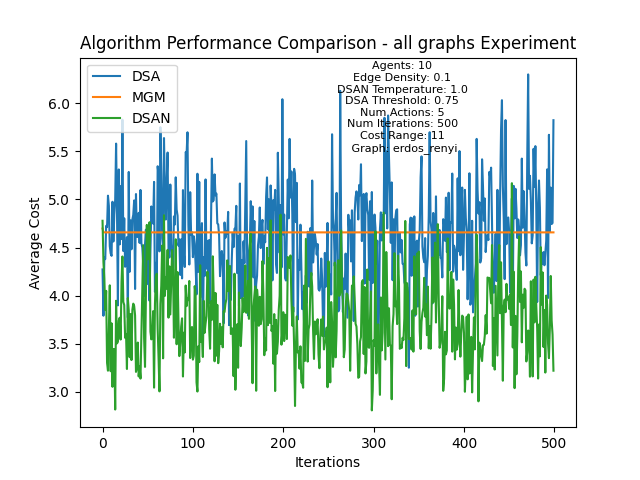 Algorithm Performance Comparison - all graphs Experiment
DSA
MGM
DSAN
Agents: 10
Edge Density: 0.1
DSAN Temperature: 1.0
DSA Threshold: 0.75
Num Actions: 5
Num Iterations: 500
Cost Range: 11
Graph: erdos_renyi
Average Cost
6.0
5.5
5.0
4.5
4.0
3.5
3.0
0
100
200
300
400
500
Iterations